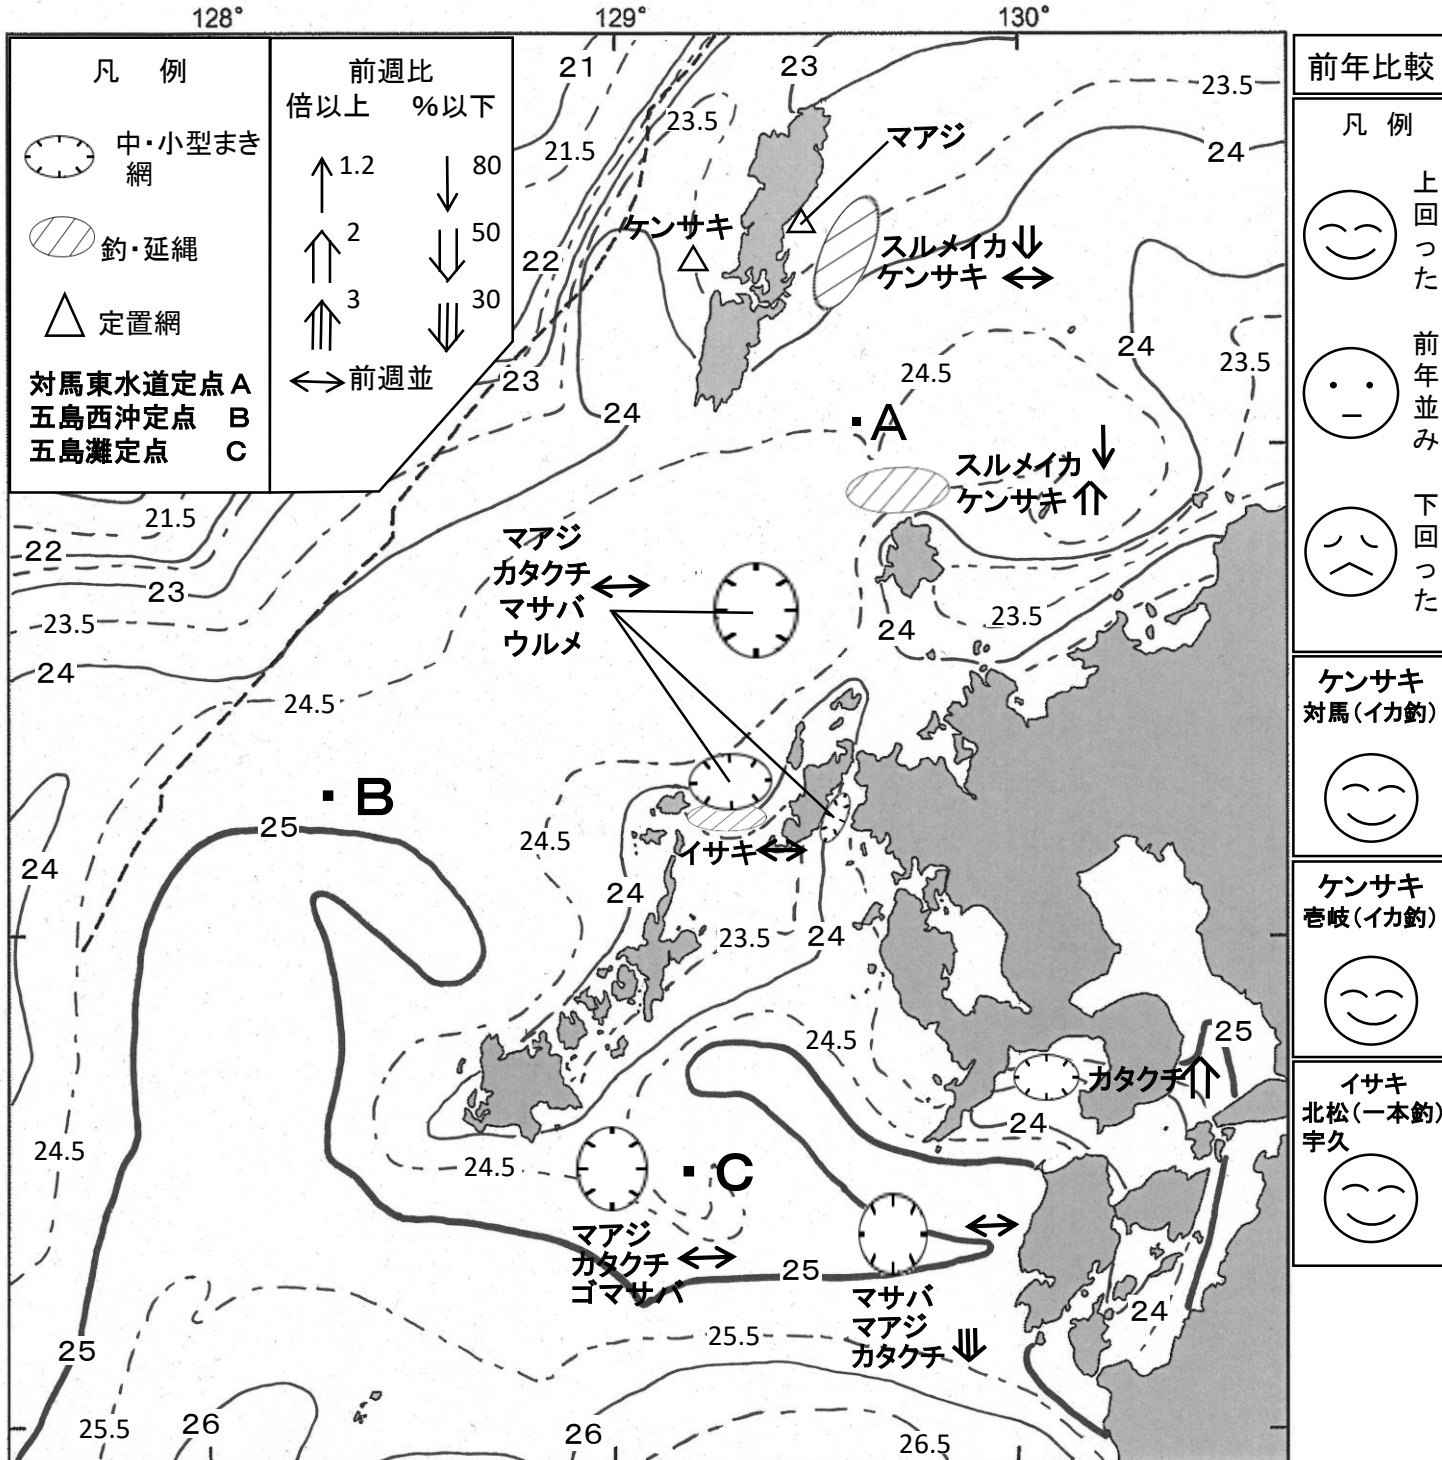 128°
129°
130°
凡 例
中・小型まき
網
釣・延縄
定置網
対馬東水道定点 A
五島西沖定点 B
五島灘定点 C
前週比
倍以上 %以下
1.2 80
2 50
3 30
前週並
前年比較
凡 例
上回った
前年並み
下回った
ケンサキ
対馬(イカ釣)
ケンサキ
壱岐(イカ釣)
イサキ
北松(一本釣)
宇久
21
23
23.5
23.5
21.5
マアジ
24
ケンサキ
スルメイカ
ケンサキ
22
24
23.5
23
24.5
24
A
スルメイカ
ケンサキ
21.5
22
マアジ
カタクチ
マサバ
ウルメ
23
23.5
23.5
24
24
24.5
B
25
24.5
イサキ
24
24
23.5
24
24.5
25
カタクチ
24
24.5
24.5
C
マアジ
カタクチ
ゴマサバ
25
マサバ
マアジ
カタクチ
24
25.5
25
25.5
26
26
26.5